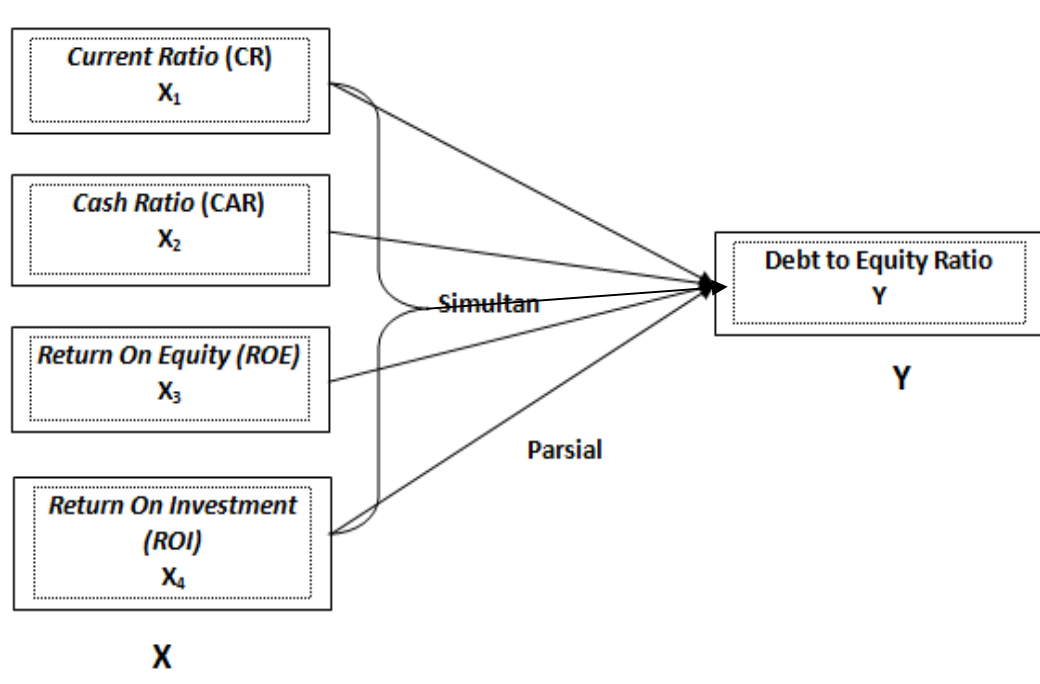 Current Ratio (CR)
X₁
Cash Ratio (CAR)
X₂
Debt to Equity Ratio
Y
Simultan
Return On Equity (ROE)
X₃
Y
Parsial
Return On Investment
(ROI)
X₄
X